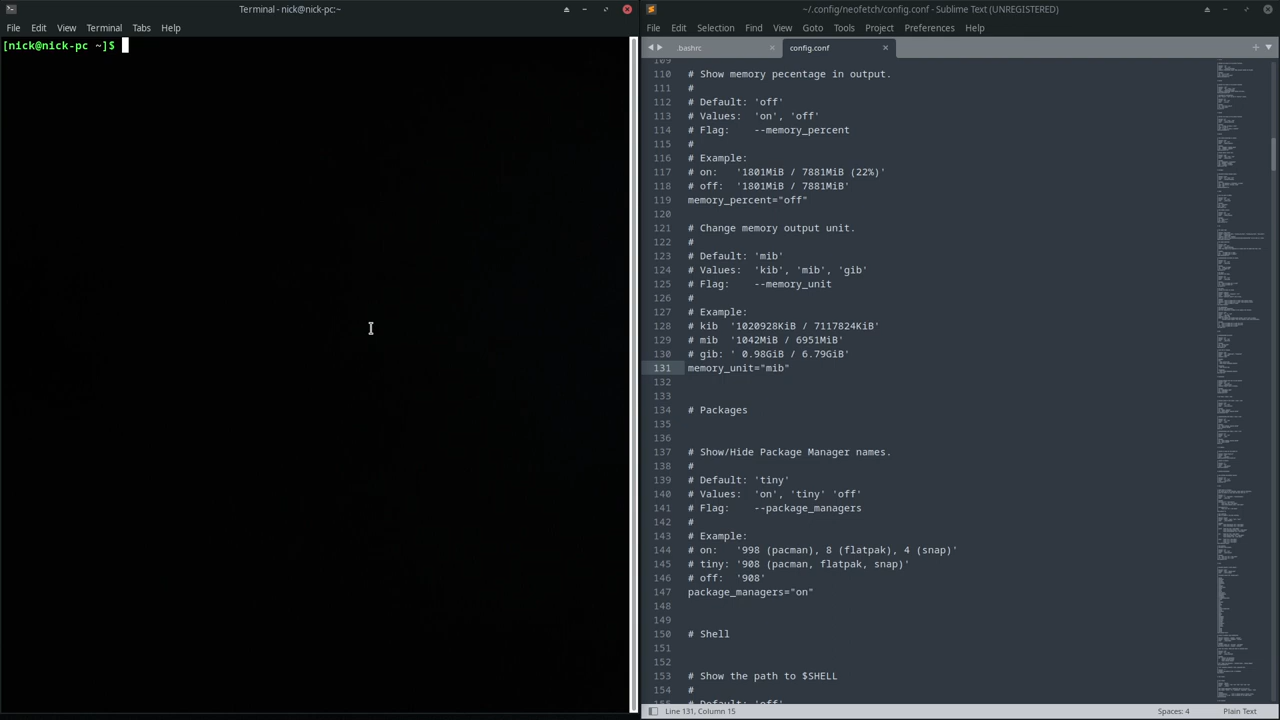 Terminal - nick@nick-pc:~
File Edit View Terminal Tabs Help
[nick@nick-pc ~]$
~/.config/neofetch/config.conf - Sublime Text (UNREGISTERED)
File Edit Selection Find View Goto Tools Project Preferences Help
.bashrc config.conf
109
110 # Show memory pecentage in output.
111 #
112 # Default: 'off'
113 # Values: 'on', 'off'
114 # Flag: --memory_percent
115 #
116 # Example:
117 # on: '1801MiB / 7881MiB (22%)'
118 # off: '1801MiB / 7881MiB'
119 memory_percent="off"
120
121 # Change memory output unit.
122 #
123 # Default: 'mib'
124 # Values: 'kib', 'mib', 'gib'
125 # Flag: --memory_unit
126 #
127 # Example:
128 # kib '1020928KiB / 7117824KiB'
129 # mib '1042MiB / 6951MiB'
130 # gib: ' 0.98GiB / 6.79GiB'
131 memory_unit="mib"
132
133
134 # Packages
135
136
137 # Show/Hide Package Manager names.
138 #
139 # Default: 'tiny'
140 # Values: 'on', 'tiny' 'off'
141 # Flag: --package_managers
142 #
143 # Example:
144 # on: '998 (pacman), 8 (flatpak), 4 (snap)'
145 # tiny: '908 (pacman, flatpak, snap)'
146 # off: '908'
147 package_managers="on"
148
149
150 # Shell
151
152
153 # Show the path to $SHELL
154 #
155 # Default: 'off'
Line 131, Column 15 Spaces: 4 Plain Text